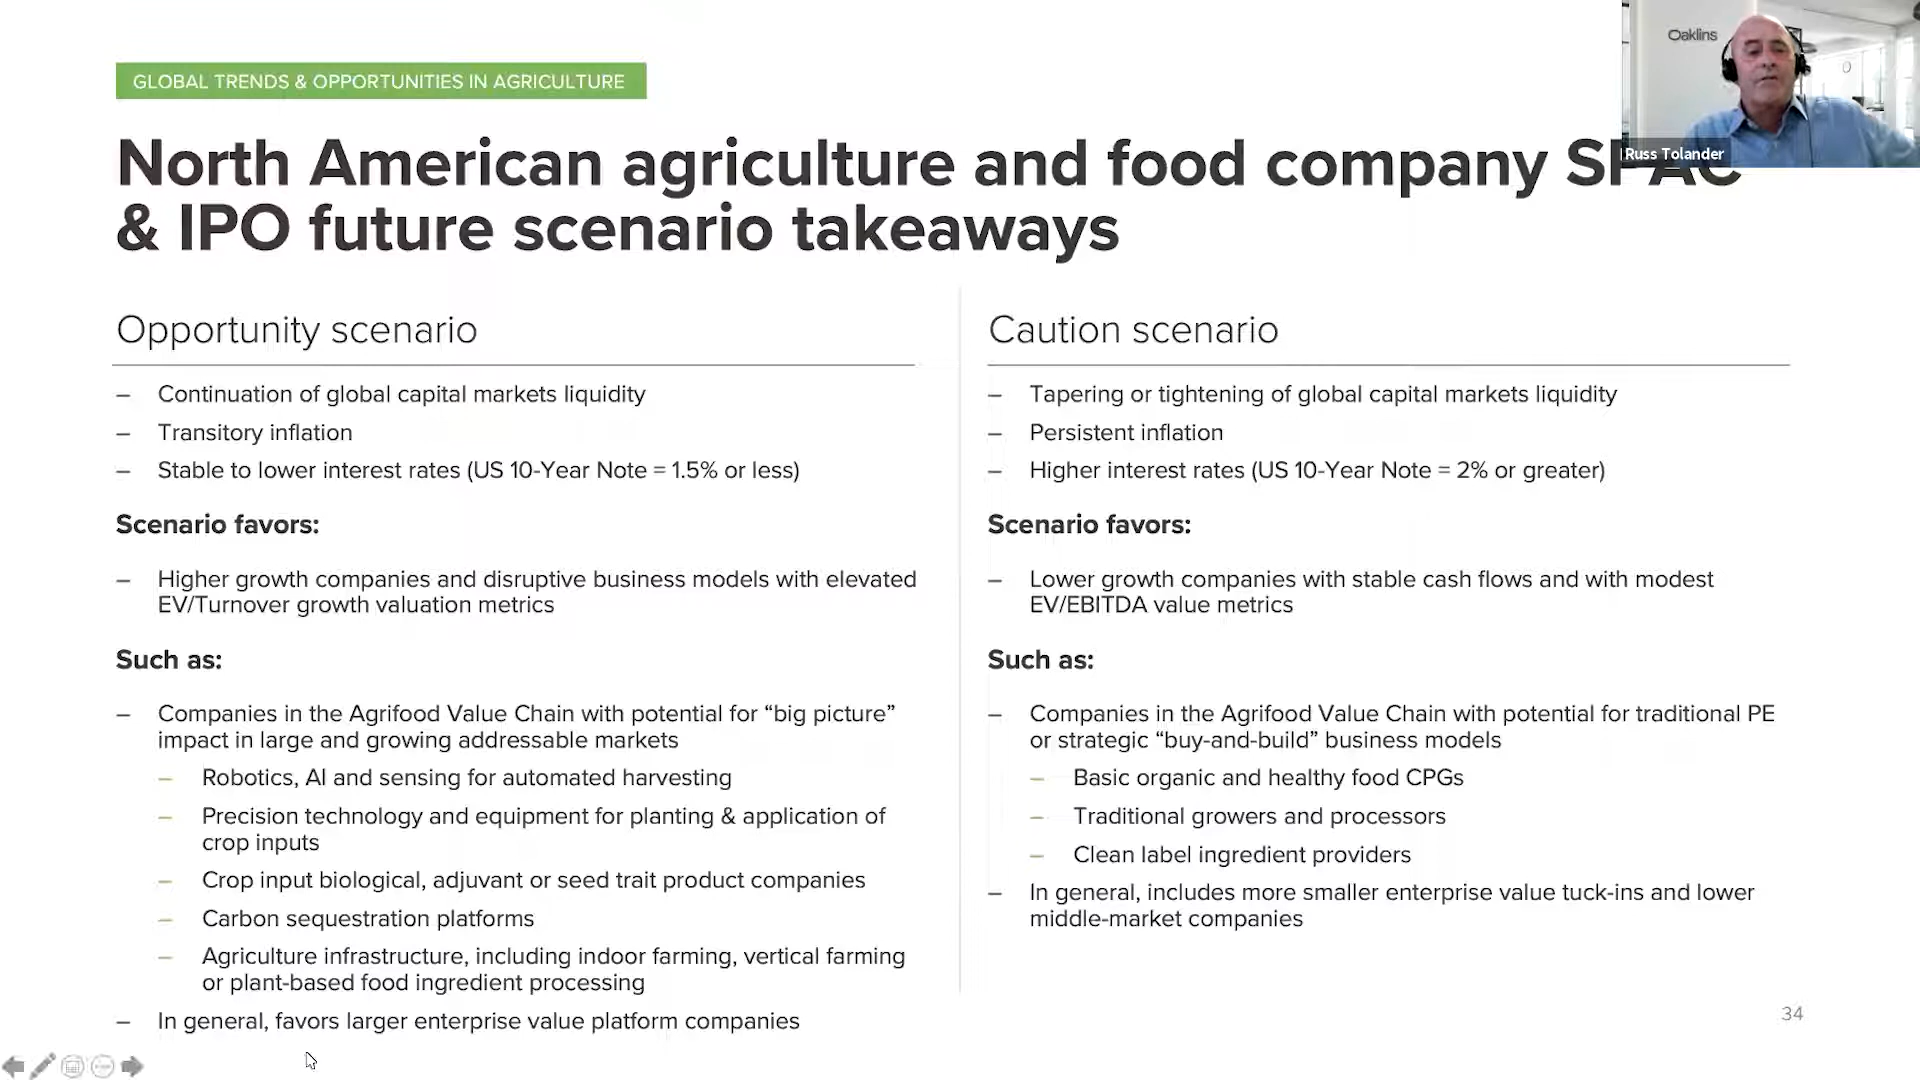 GLOBAL TRENDS & OPPORTUNITIES IN AGRICULTURE
Oaklins
Russ Tolander
North American agriculture and food company SPAC
& IPO future scenario takeaways
Opportunity scenario
– Continuation of global capital markets liquidity
– Transitory inflation
– Stable to lower interest rates (US 10-Year Note = 1.5% or less)
Scenario favors:
– Higher growth companies and disruptive business models with elevated
EV/Turnover growth valuation metrics
Such as:
– Companies in the Agrifood Value Chain with potential for “big picture”
impact in large and growing addressable markets
– Robotics, AI and sensing for automated harvesting
– Precision technology and equipment for planting & application of
crop inputs
– Crop input biological, adjuvant or seed trait product companies
– Carbon sequestration platforms
– Agriculture infrastructure, including indoor farming, vertical farming
or plant-based food ingredient processing
– In general, favors larger enterprise value platform companies
Caution scenario
– Tapering or tightening of global capital markets liquidity
– Persistent inflation
– Higher interest rates (US 10-Year Note = 2% or greater)
Scenario favors:
– Lower growth companies with stable cash flows and with modest
EV/EBITDA value metrics
Such as:
– Companies in the Agrifood Value Chain with potential for traditional PE
or strategic “buy-and-build” business models
– Basic organic and healthy food CPGs
– Traditional growers and processors
– Clean label ingredient providers
– In general, includes more smaller enterprise value tuck-ins and lower
middle-market companies
34